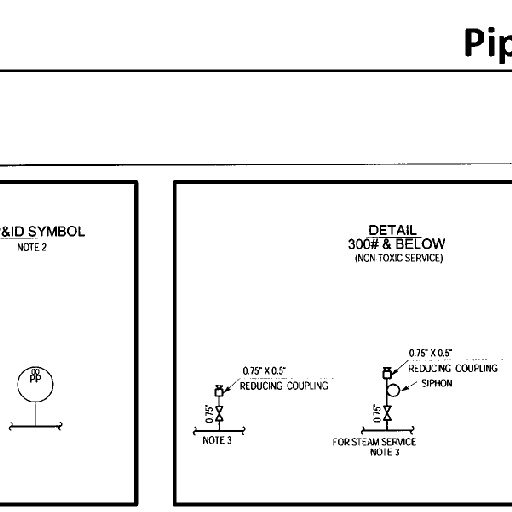 Pip
&ID SYMBOL
NOTE 2
PP
DETAIL
300# & BELOW
(NON TOXIC SERVICE)
0.75" X 0.5"
REDUCING COUPLING
0.75"
NOTE 3
0.75" X 0.5"
REDUCING COUPLING
SIPHON
0.75"
FOR STEAM SERVICE
NOTE 3